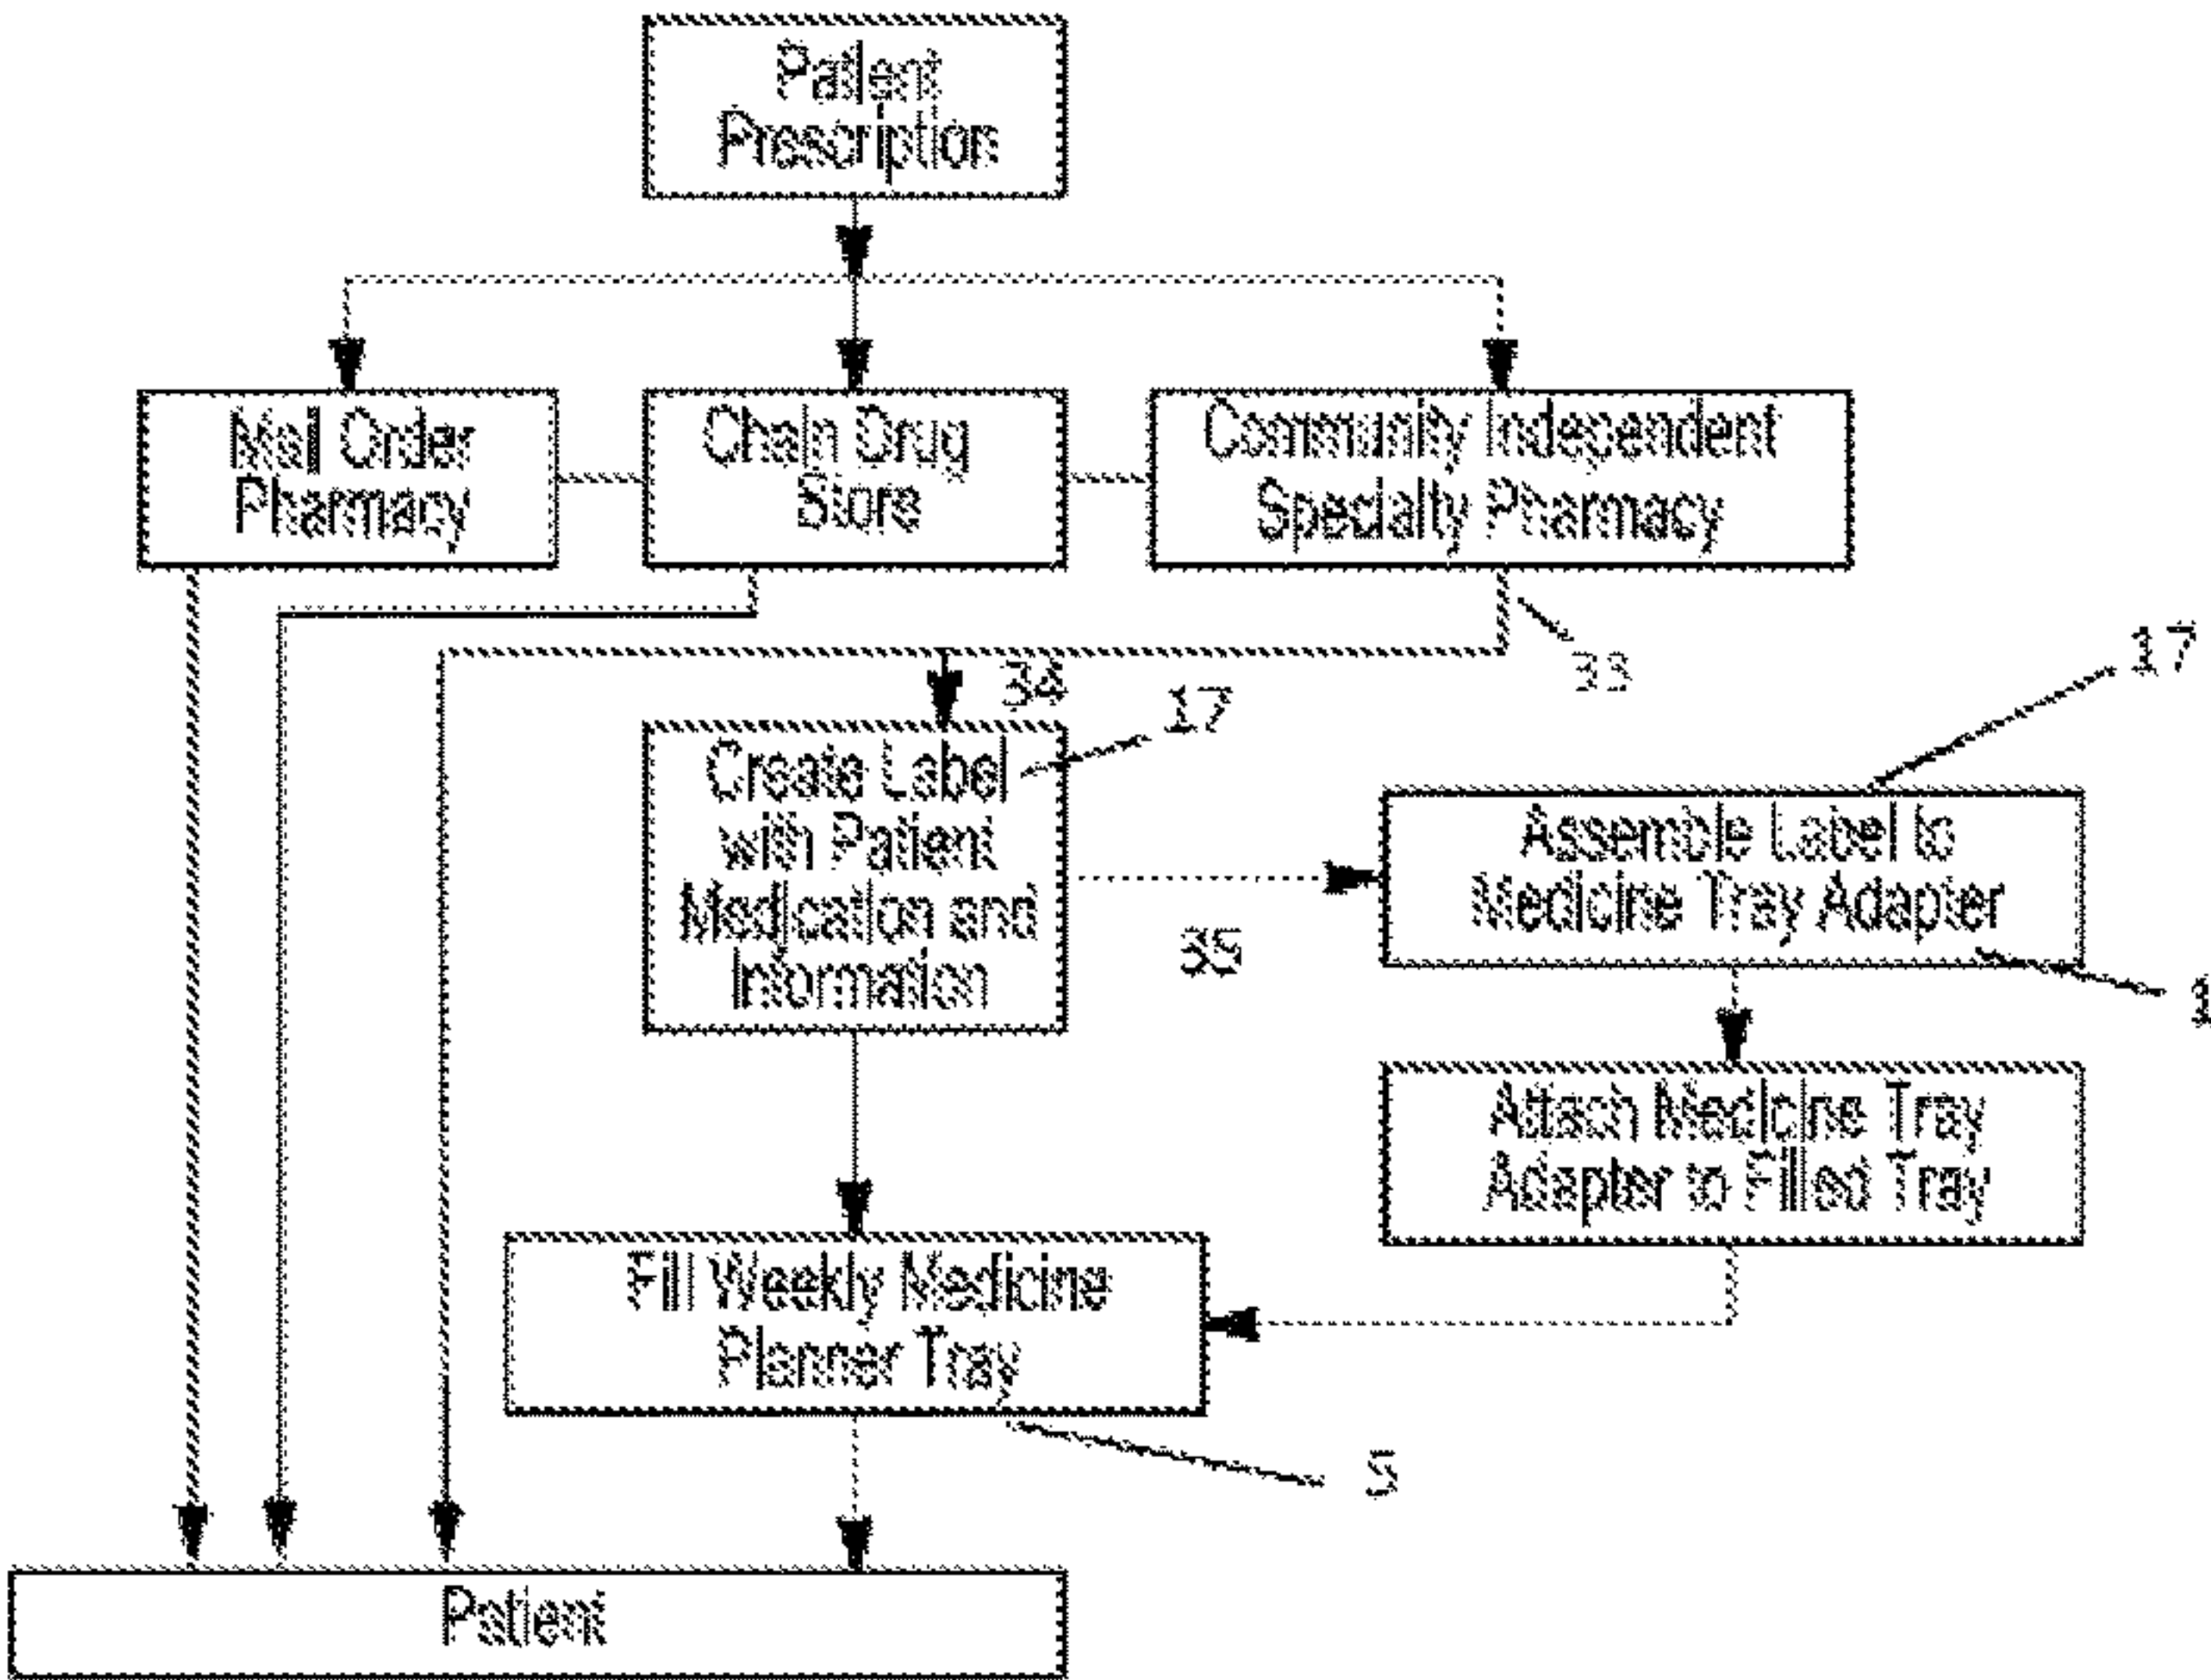 Patient
Prescription
Mail Order
Pharmacy
Chain Drug
Store
Community Independent
Specialty Pharmacy
33
34
17
17
Create Label
with Patient
Medication and
Information
35
Assemble Label to
Medicine Tray Adapter
1
Attach Medicine Tray
Adapter to Filled Tray
Fill Weekly Medicine
Planner Tray
5
Patient